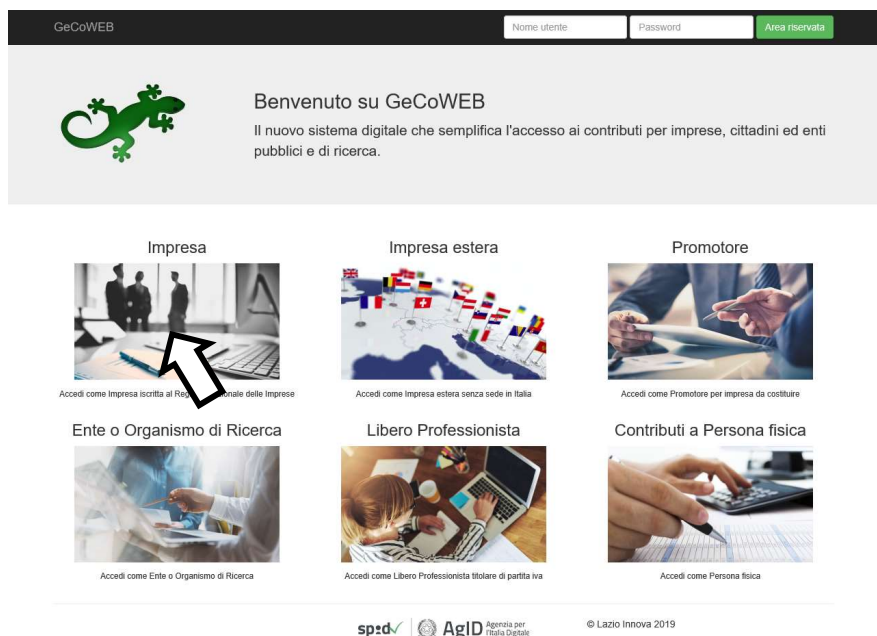 GeCoWEB
Nome utente
Password
Area riservata
Benvenuto su GeCoWEB
Il nuovo sistema digitale che semplifica l'accesso ai contributi per imprese, cittadini ed enti
pubblici e di ricerca.
Impresa
Impresa estera
Promotore
Accedi come Impresa iscritta al delle Imprese
Accedi come Impresa estera senza sede in Italia
Accedi come Promotore per impresa da costituire
Ente o Organismo di Ricerca
Libero Professionista
Contributi a Persona fisica
Accedi come Ente o Organismo di Ricerca
Accedi come Libero Professionista titolare di partita iva
Accedi come Persona fisica
sp:d
AgID Agenzia per
l'Italia Digitale
© Lazio Innova 2019